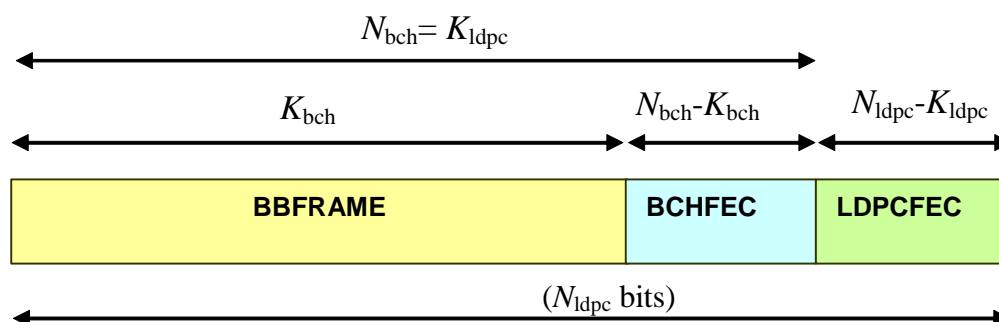 N_bch= K_ldpc
K_bch
N_bch-K_bch
N_ldpc-K_ldpc
BBFRAME
BCHFEC
LDPCFEC
(N_ldpc bits)